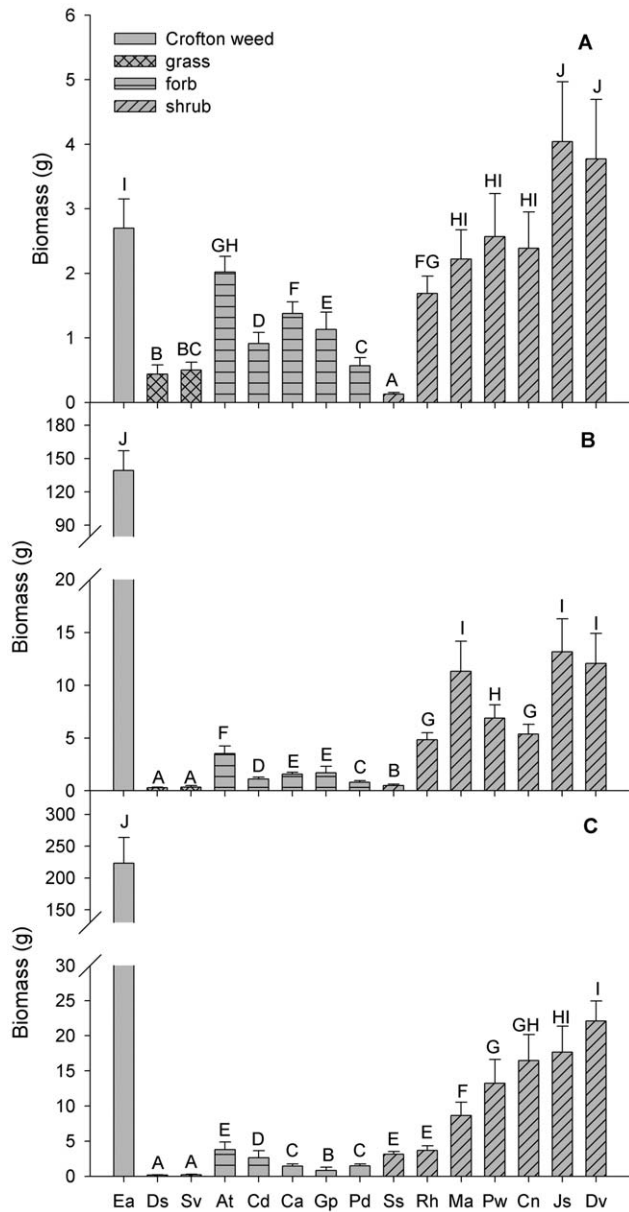 A
Crofton weed
grass
forb
shrub
Biomass (g)
6
5
4
3
2
1
0
I B BC GH D F E C A FG HI HI HI J J
B
Biomass (g)
180
150
120
90
20
15
10
5
0
J A A F D E E C B G I H G I I
C
Biomass (g)
300
250
200
150
30
25
20
15
10
5
0
J A A E D C B C E E F G GH HI I
Ea Ds Sv At Cd Ca Gp Pd Ss Rh Ma Pw Cn Js Dv